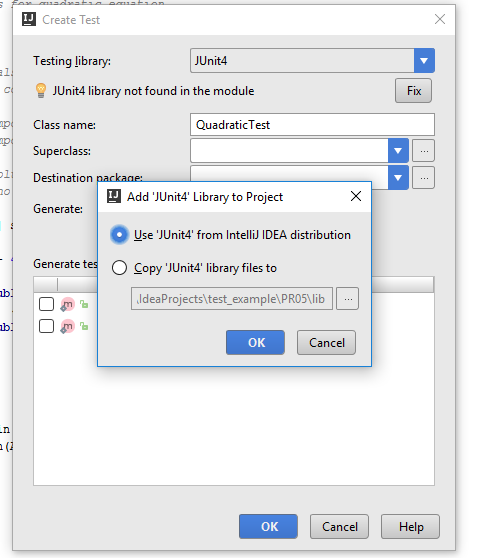 s for quadratic equation
Create Test
Testing library:
JUnit4
JUnit4 library not found in the module
Fix
Class name:
QuadraticTest
Superclass:
...
Destination package:
...
Add 'JUnit4' Library to Project
Generate:
Use 'JUnit4' from IntelliJ IDEA distribution
Copy 'JUnit4' library files to
Generate tes
.IdeaProjects\test_example\PR05\lib
...
OK
Cancel
m
m
OK
Cancel
Help